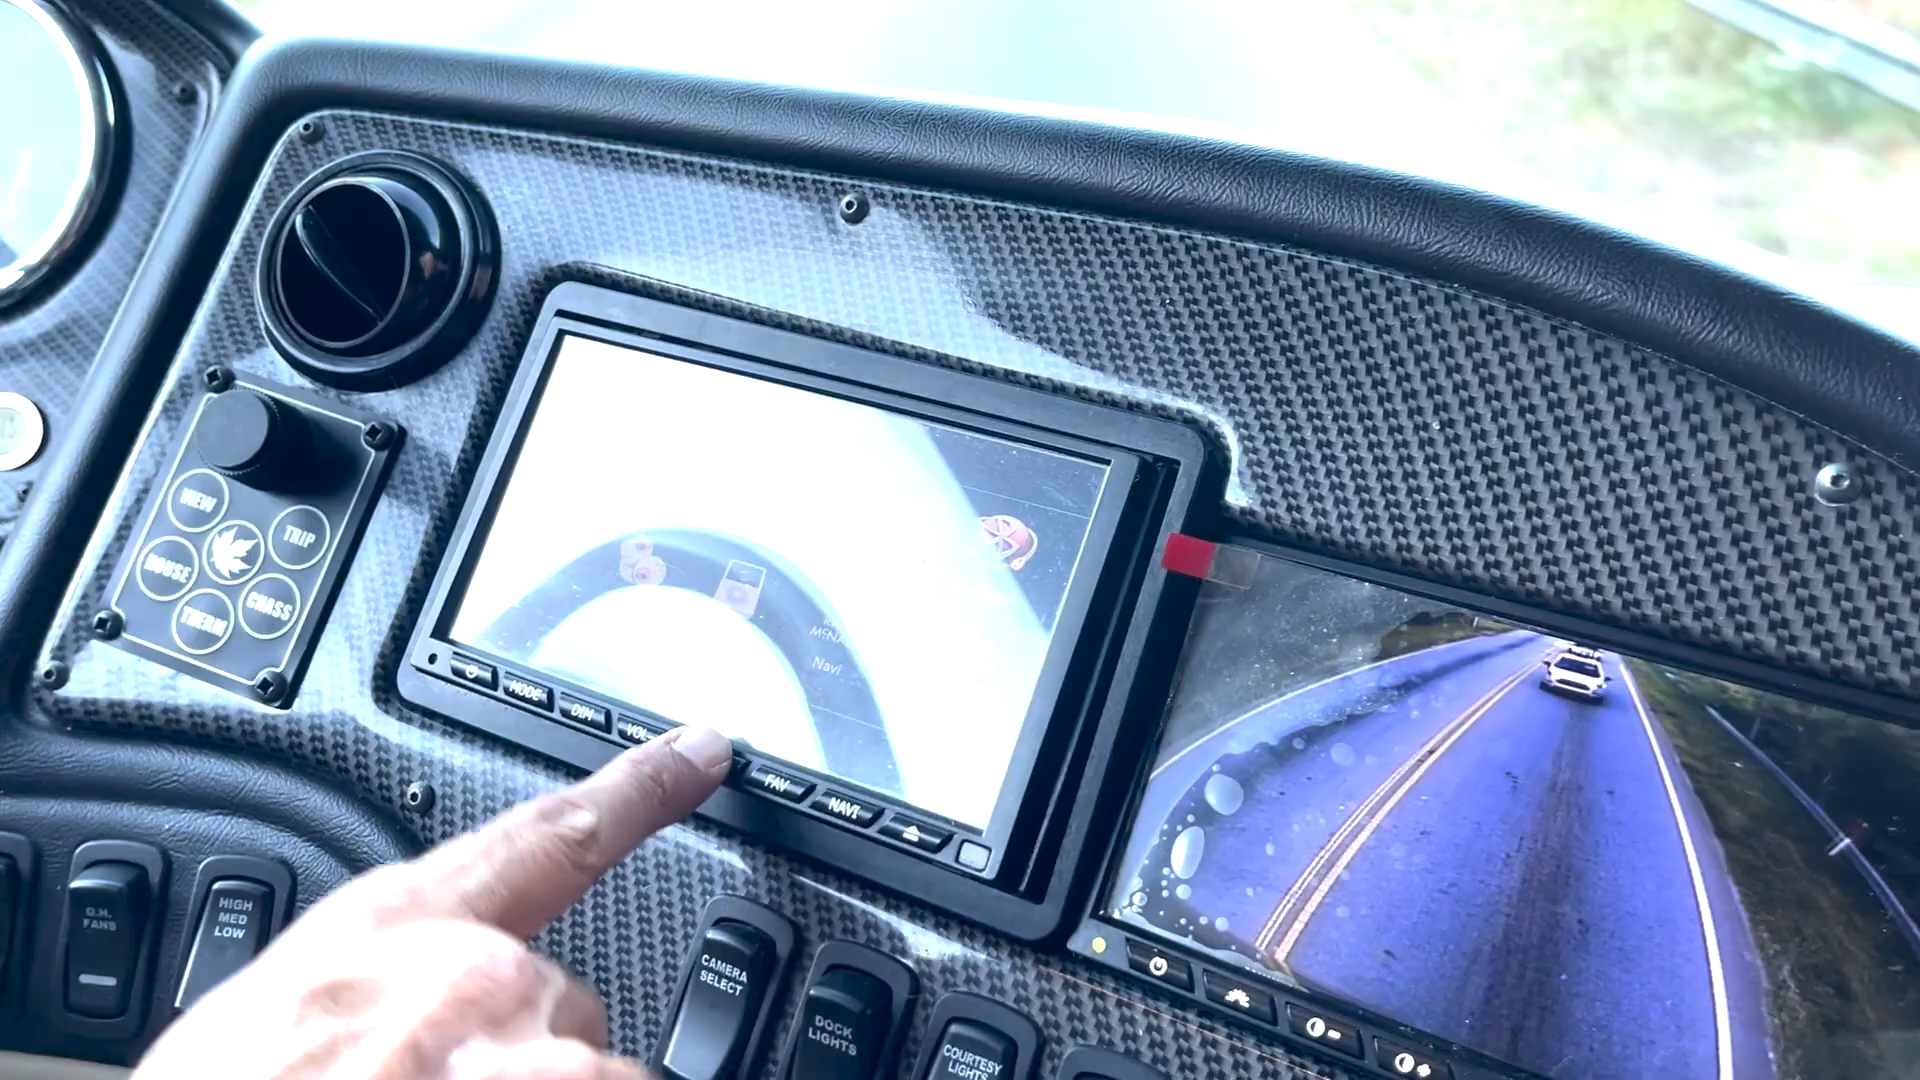 VIEW
TRIP
HOUSE
CHASS
THERM
Navi
MODE
DIM
VOL-
FAV
NAVI
O.H.
FANS
HIGH
MED
LOW
CAMERA
SELECT
DOCK
LIGHTS
COURTESY
LIGHTS